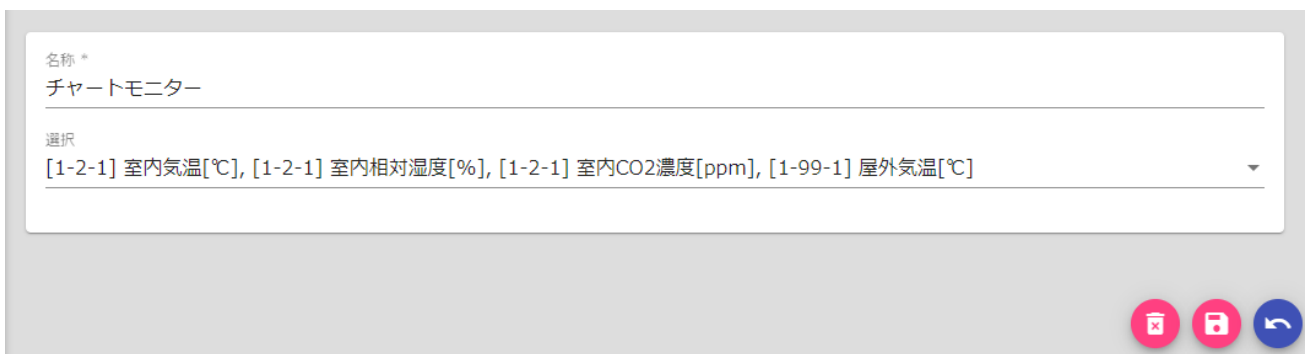 名称 *
チャートモニター
選択
[1-2-1] 室内気温[℃], [1-2-1] 室内相対湿度[%], [1-2-1] 室内CO2濃度[ppm], [1-99-1] 屋外気温[℃]